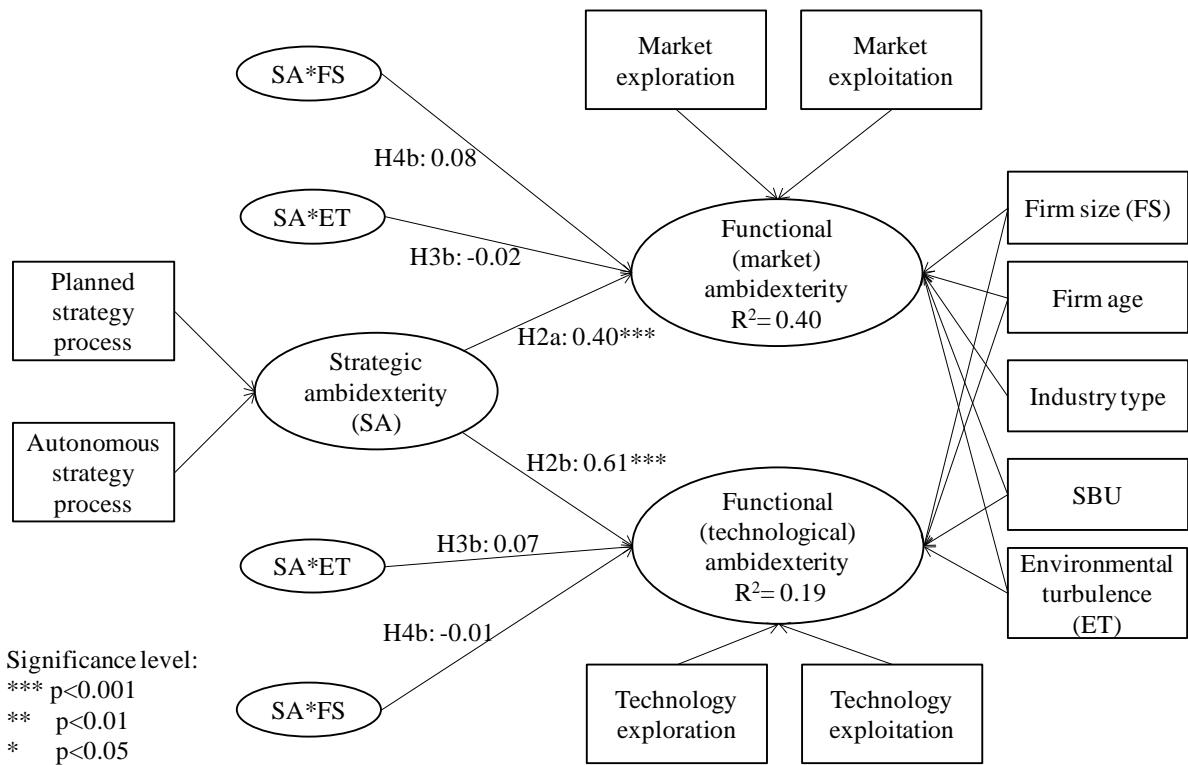 SA*FS
Market
exploration
Market
exploitation
H4b: 0.08
SA*ET
H3b: -0.02
Functional
(market)
ambidexterity
R²= 0.40
Firm size (FS)
Planned
strategy
process
Firm age
H2a: 0.40***
Strategic
ambidexterity
(SA)
Industry type
Autonomous
strategy
process
H2b: 0.61***
Functional
(technological)
ambidexterity
R²= 0.19
SBU
H3b: 0.07
SA*ET
Environmental
turbulence
(ET)
H4b: -0.01
SA*FS
Technology
exploration
Technology
exploitation
Significance level:
*** p<0.001
** p<0.01
* p<0.05